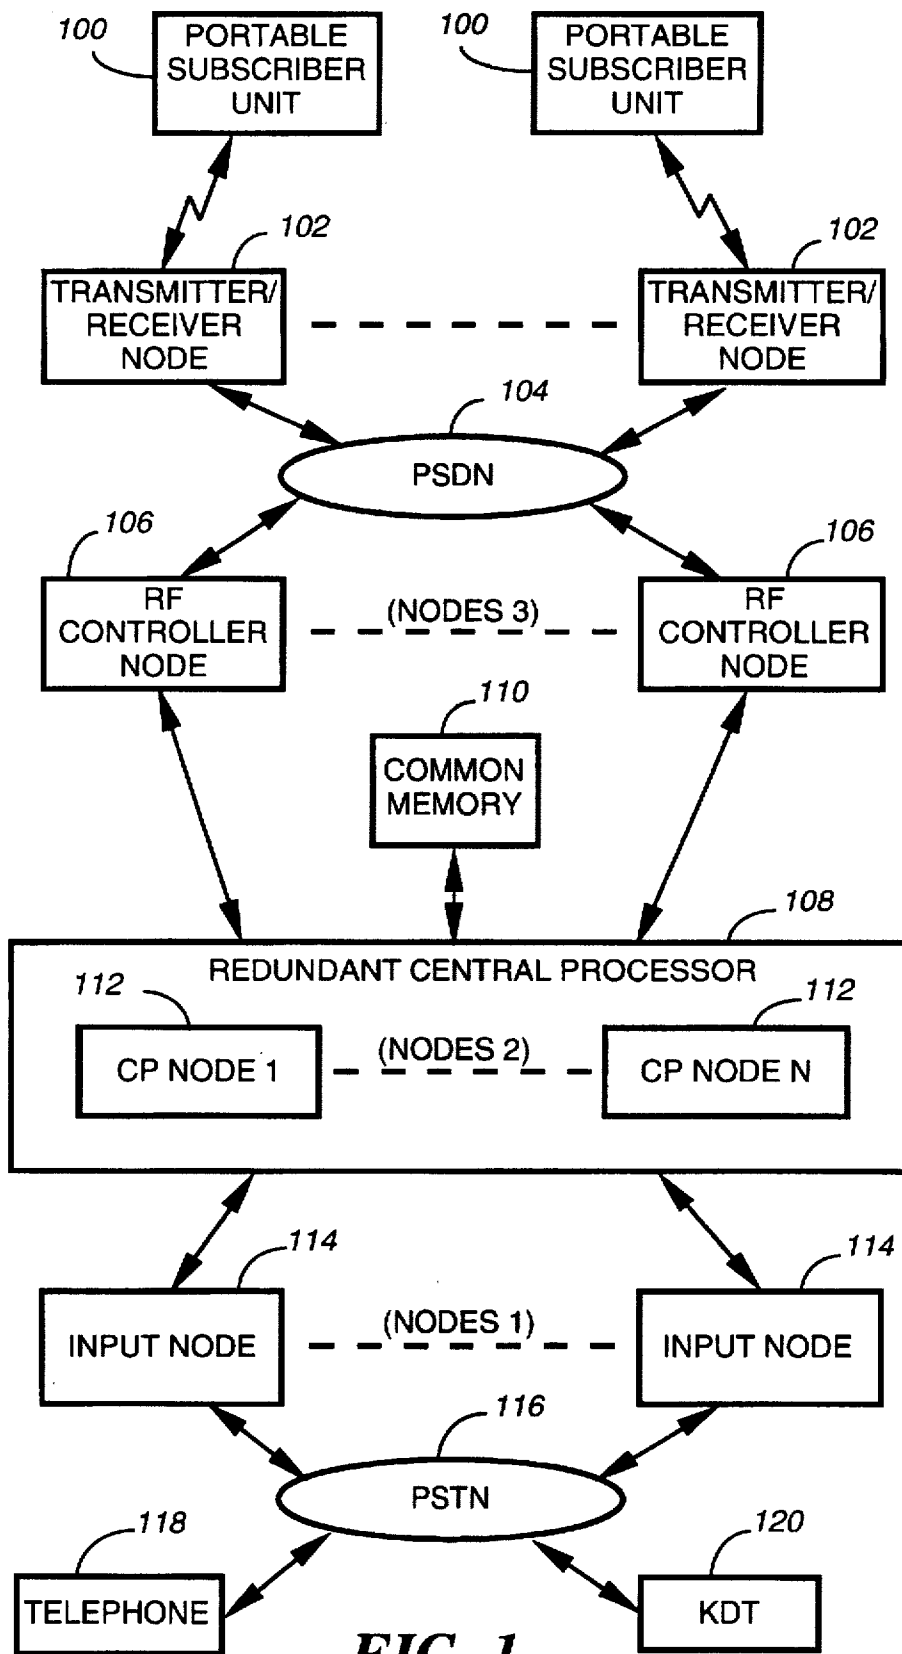 100
PORTABLE
SUBSCRIBER
UNIT
100
PORTABLE
SUBSCRIBER
UNIT
102
TRANSMITTER/
RECEIVER
NODE
102
TRANSMITTER/
RECEIVER
NODE
104
PSDN
106
RF
CONTROLLER
NODE
(NODES 3)
106
RF
CONTROLLER
NODE
110
COMMON
MEMORY
108
REDUNDANT CENTRAL PROCESSOR
112
CP NODE 1
(NODES 2)
112
CP NODE N
114
INPUT NODE
(NODES 1)
114
INPUT NODE
116
PSTN
118
TELEPHONE
120
KDT
FIG. 1